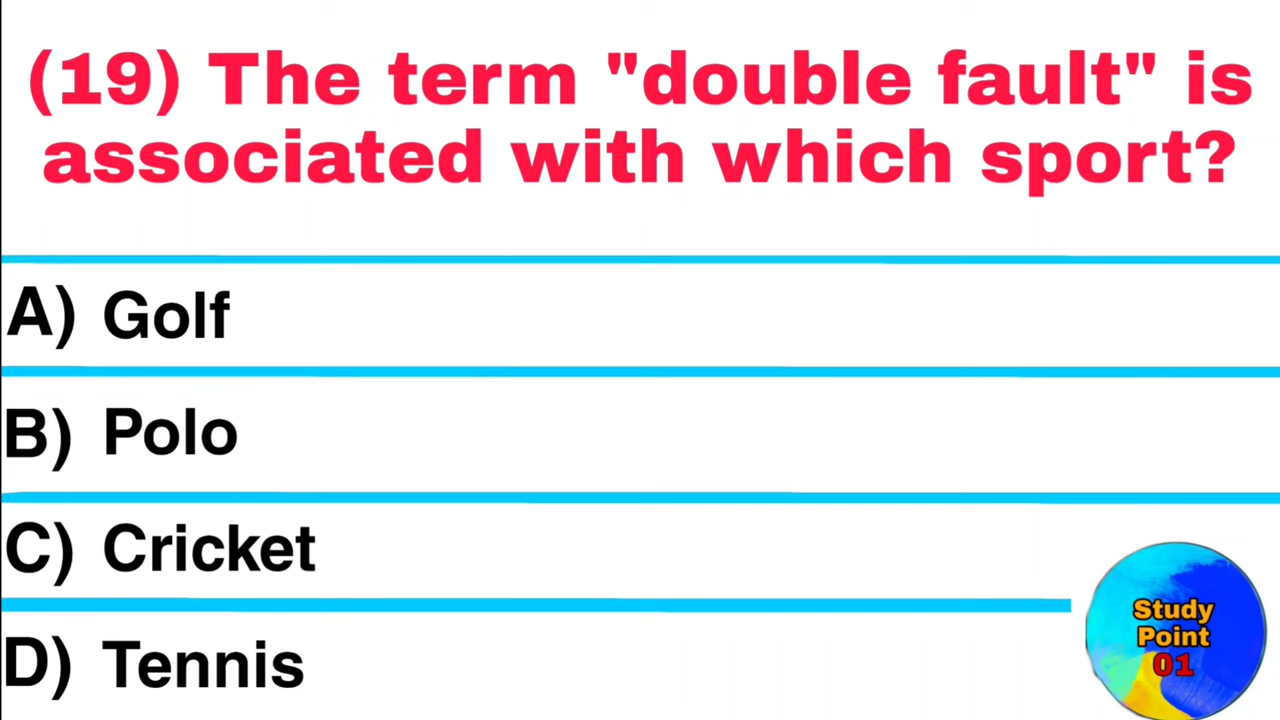 (19) The term "double fault" is
associated with which sport?
A) Golf
B) Polo
C) Cricket
D) Tennis
Study
Point
01